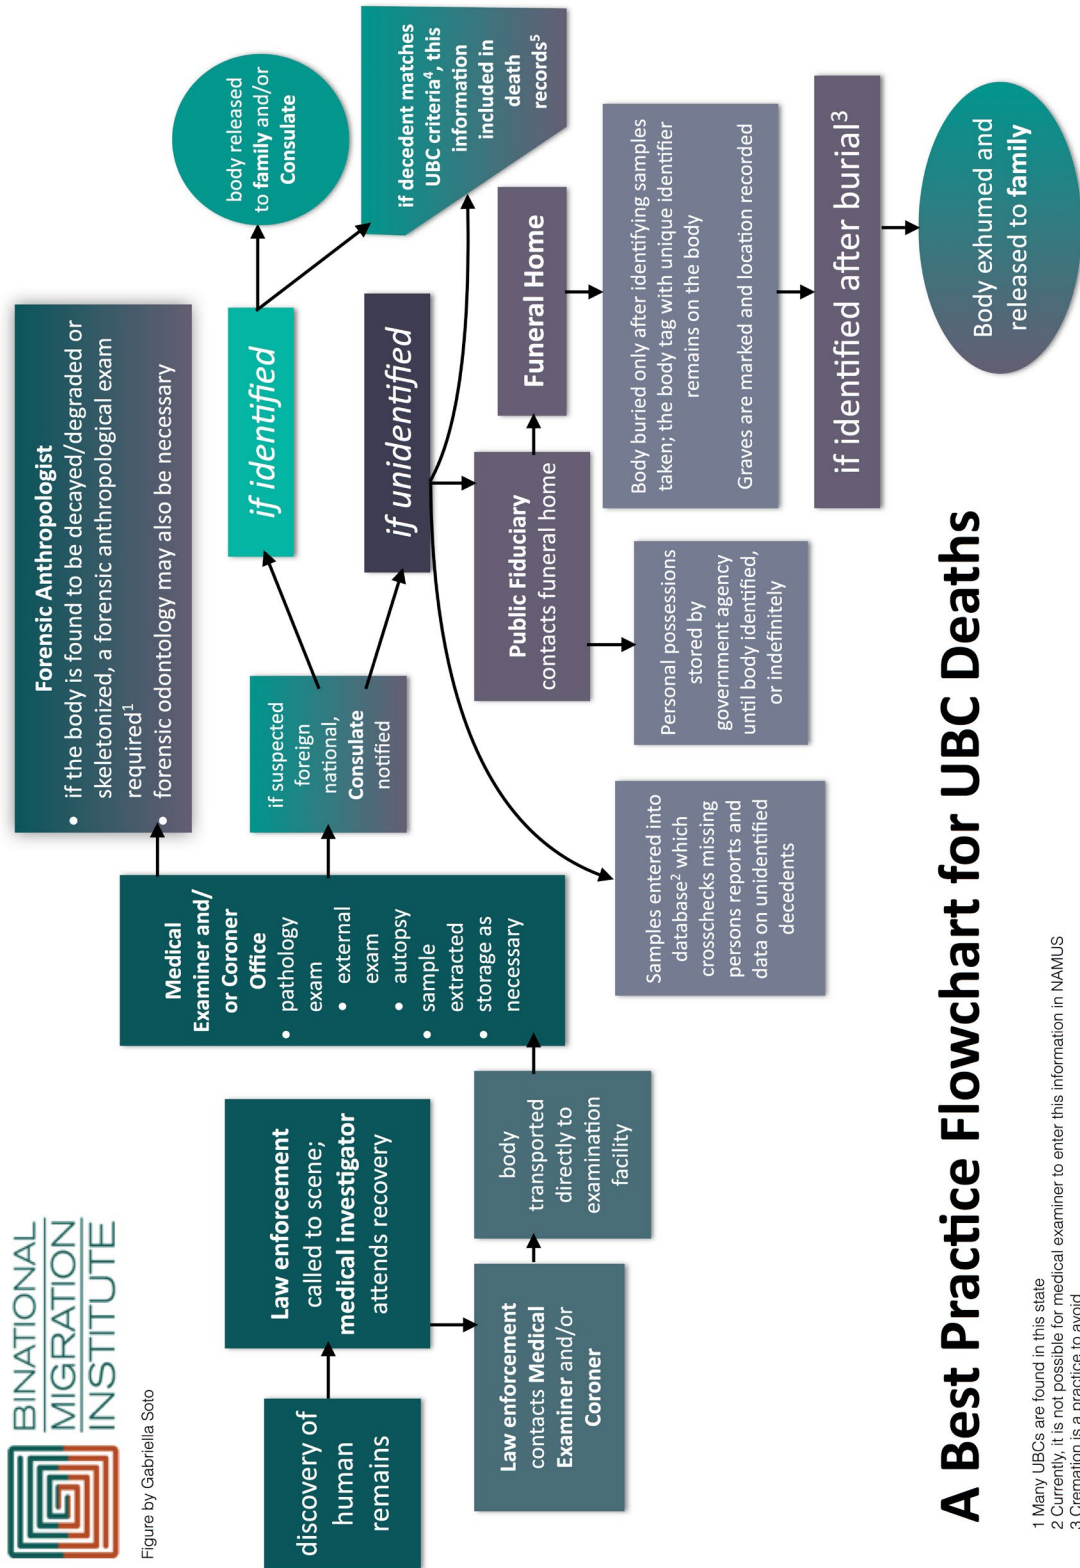 BINATIONAL
MIGRATION
INSTITUTE
Figure by Gabriella Soto
discovery of
human
remains
Law enforcement
called to scene;
medical investigator
attends recovery
Law enforcement
contacts Medical
Examiner and/or
Coroner
body
transported
directly to
examination
facility
Medical
Examiner and/
or Coroner
Office
• pathology
exam
• external
exam
• autopsy
• sample
extracted
• storage as
necessary
Forensic Anthropologist
• if the body is found to be decayed/degraded or
skeletonized, a forensic anthropological exam
required1
• forensic odontology may also be necessary
if suspected
foreign
national,
Consulate
notified
if identified
body released
to family and/or
Consulate
if decedent matches
UBC criteria4, this
information
included in
death
records5
if unidentified
Samples entered into
database2 which
crosschecks missing
persons reports and
data on unidentified
decedents
Public Fiduciary
contacts funeral home
Personal possessions
stored by
government agency
until body identified,
or indefinitely
Funeral Home
Body buried only after identifying samples
taken; the body tag with unique identifier
remains on the body
Graves are marked and location recorded
if identified after burial3
Body exhumed and
released to family
A Best Practice Flowchart for UBC Deaths
1 Many UBCs are found in this state
2 Currently, it is not possible for medical examiner to enter this information in NAMUS
3 Cremation is a practice to avoid